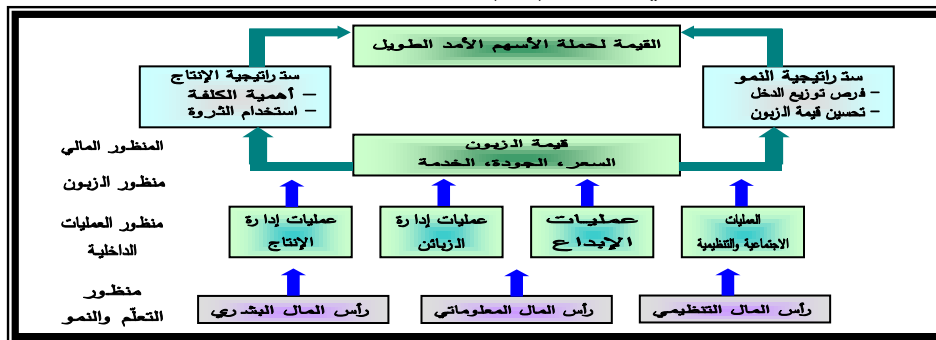 القيمة لحملة الأسهم الأمد الطويل
ستراتيجية النمو
– فرص توزيع الدخل
– تحسين قيمة الزبون
ستراتيجية الإنتاج
– أهمية الكلفة
– استخدام الثروة
المنظور المالي
قيمة الزبون
السعر، الجودة، الخدمة
منظور الزبون
العمليات
الاجتماعية والتنظيمية
عمليات
الإبداع
عمليات إدارة
الزبائن
عمليات إدارة
الإنتاج
منظور العمليات
الداخلية
رأس المال التنظيمي
رأس المال المعلوماتي
رأس المال البشري
منظور
التعلّم والنمو